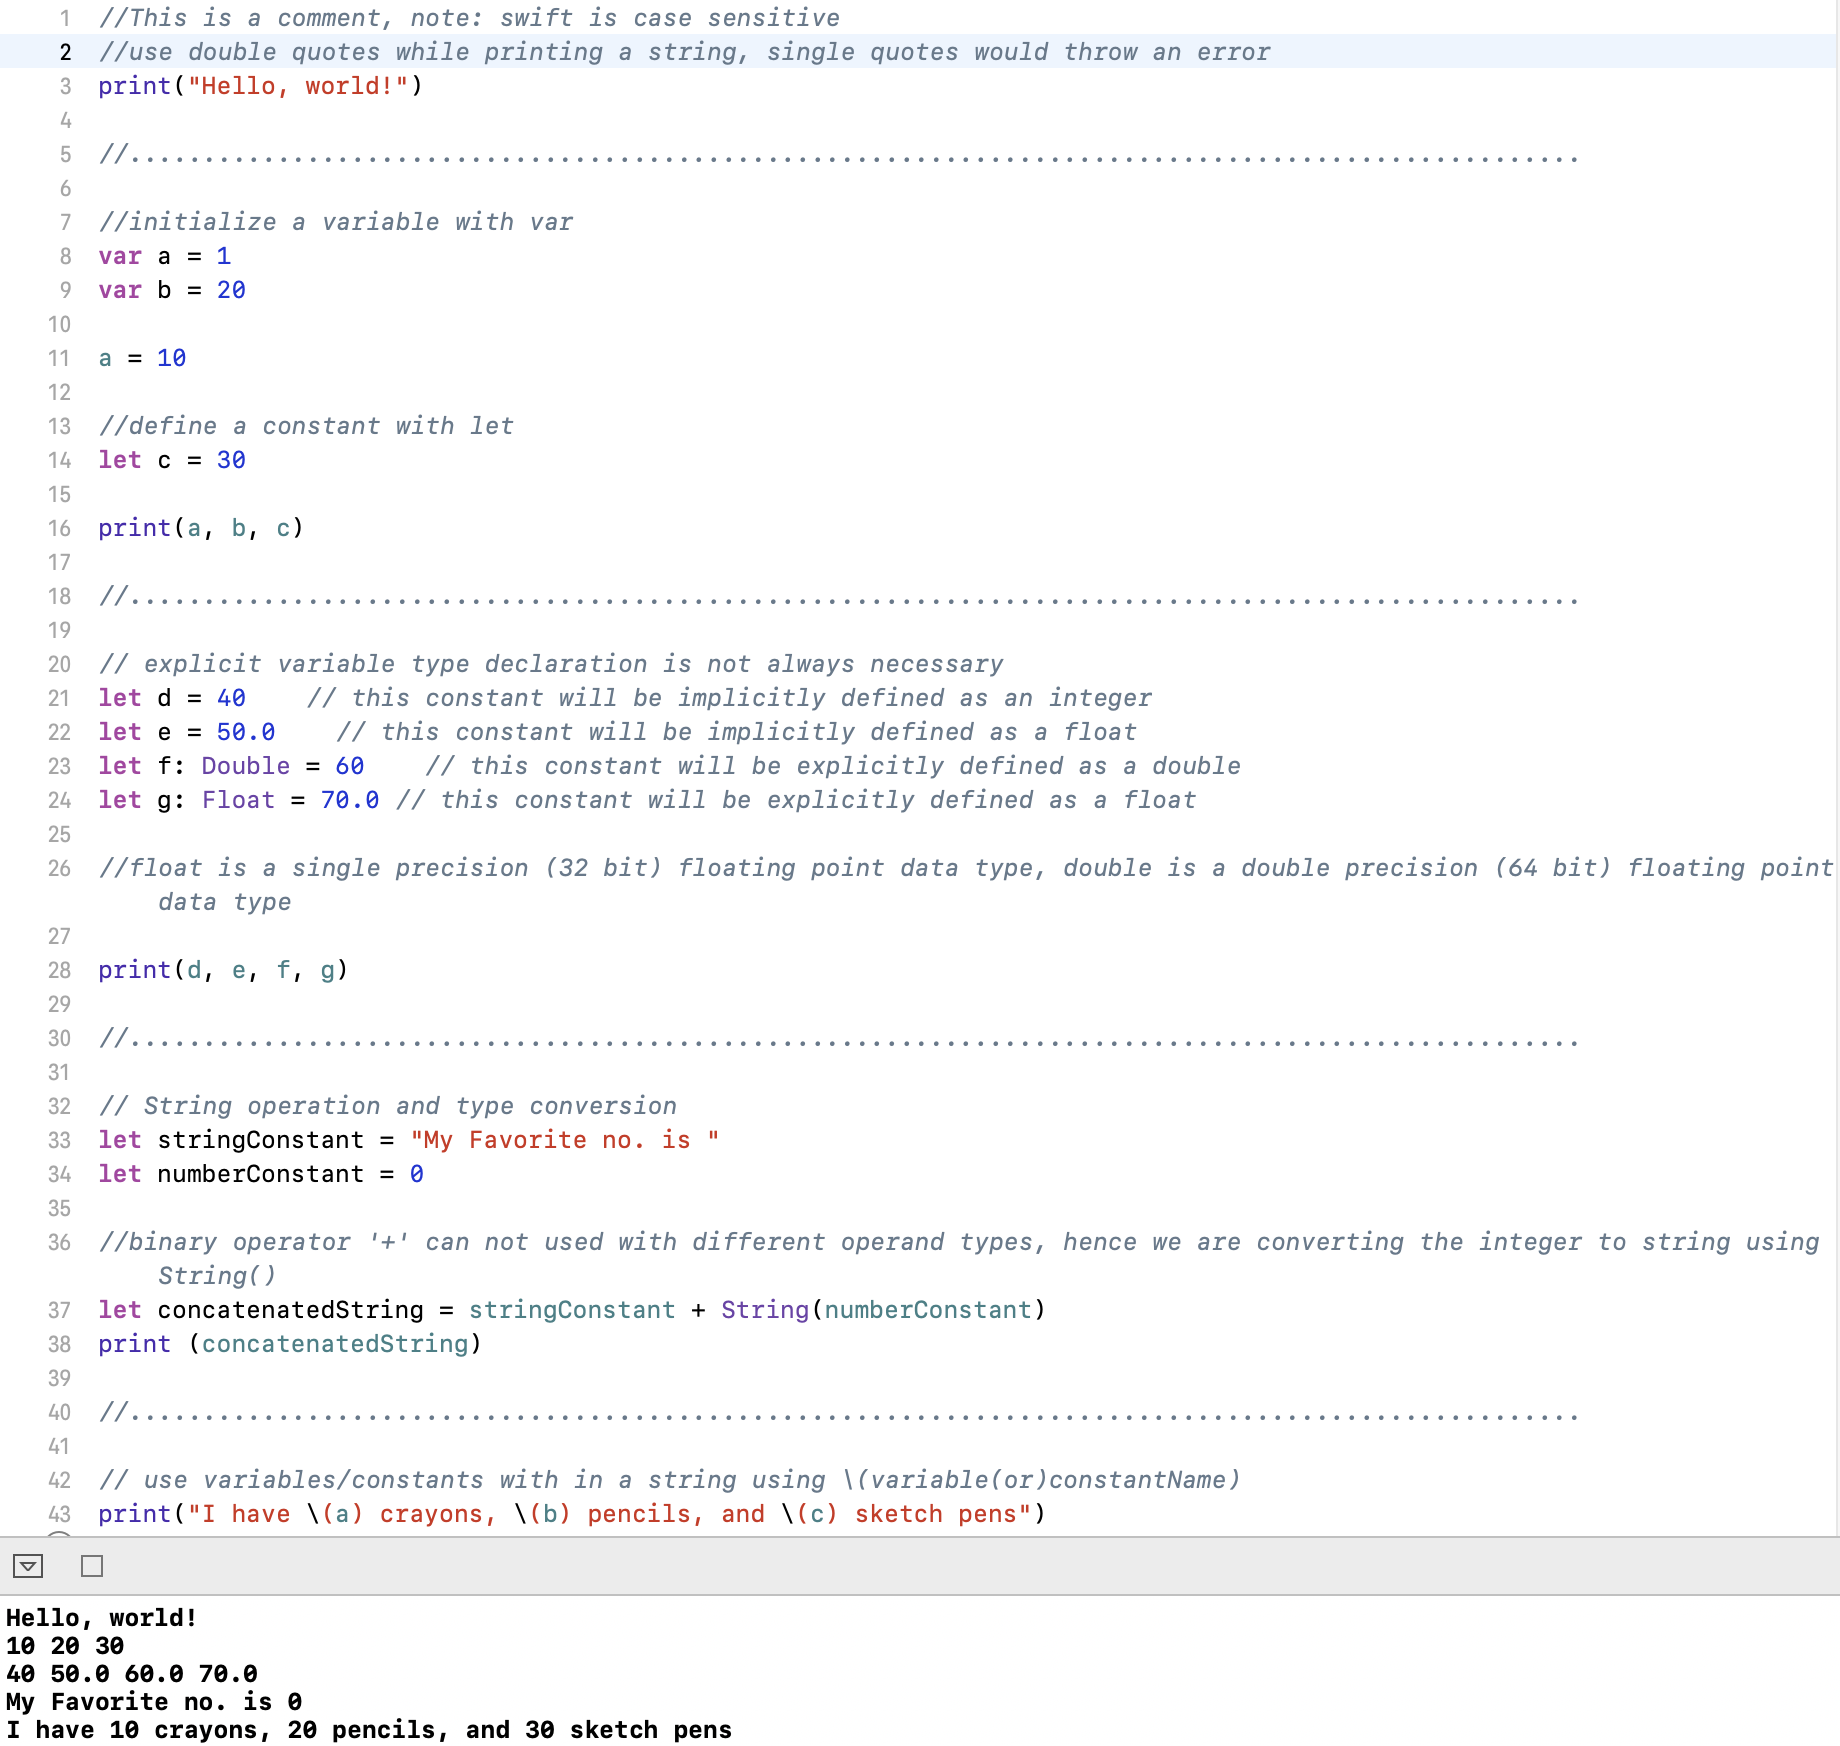 1 //This is a comment, note: swift is case sensitive
2 //use double quotes while printing a string, single quotes would throw an error
3 print("Hello, world!")
4
5 //..................................................................................................
6
7 //initialize a variable with var
8 var a = 1
9 var b = 20
10
11 a = 10
12
13 //define a constant with let
14 let c = 30
15
16 print(a, b, c)
17
18 //..................................................................................................
19
20 // explicit variable type declaration is not always necessary
21 let d = 40    // this constant will be implicitly defined as an integer
22 let e = 50.0    // this constant will be implicitly defined as a float
23 let f: Double = 60    // this constant will be explicitly defined as a double
24 let g: Float = 70.0 // this constant will be explicitly defined as a float
25
26 //float is a single precision (32 bit) floating point data type, double is a double precision (64 bit) floating point
data type
27
28 print(d, e, f, g)
29
30 //..................................................................................................
31
32 // String operation and type conversion
33 let stringConstant = "My Favorite no. is "
34 let numberConstant = 0
35
36 //binary operator '+' can not used with different operand types, hence we are converting the integer to string using
String()
37 let concatenatedString = stringConstant + String(numberConstant)
38 print (concatenatedString)
39
40 //..................................................................................................
41
42 // use variables/constants with in a string using \(variable(or)constantName)
43 print("I have \(a) crayons, \(b) pencils, and \(c) sketch pens")
Hello, world!
10 20 30
40 50.0 60.0 70.0
My Favorite no. is 0
I have 10 crayons, 20 pencils, and 30 sketch pens